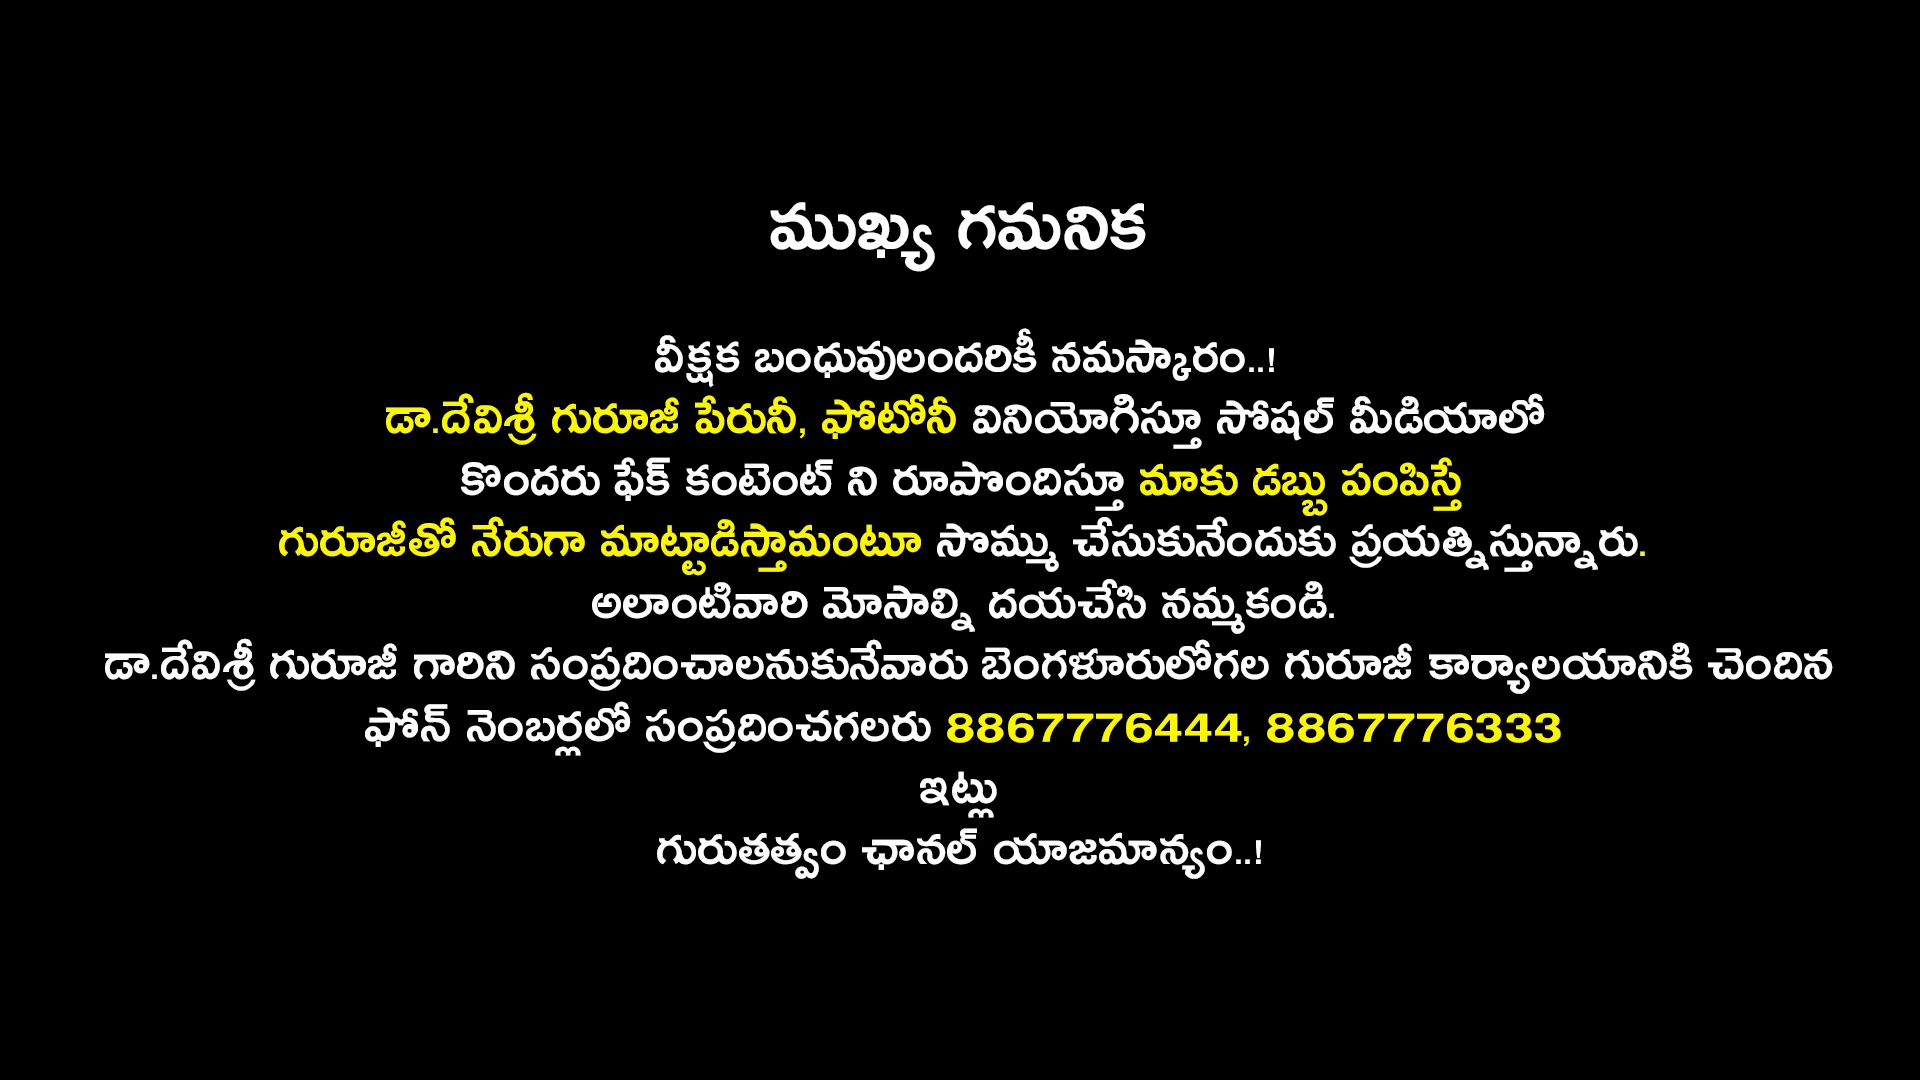 ముఖ్య గమనిక
వీక్షక బంధువులందరికీ నమస్కారం..!
డా.దేవిశ్రీ గురూజీ పేరునీ, ఫోటోనీ వినియోగిస్తూ సోషల్ మీడియాలో
కొందరు ఫేక్ కంటెంట్ ని రూపొందిస్తూ మాకు డబ్బు పంపిస్తే
గురూజీతో నేరుగా మాట్టాడిస్తామంటూ సొమ్ము చేసుకునేందుకు ప్రయత్నిస్తున్నారు.
అలాంటివారి మోసాల్ని దయచేసి నమ్మకండి.
డా.దేవిశ్రీ గురూజీ గారిని సంప్రదించాలనుకునేవారు బెంగళూరులోగల గురూజీ కార్యాలయానికి చెందిన
ఫోన్ నెంబర్లలో సంప్రదించగలరు 8867776444, 8867776333
ఇట్లు
గురుతత్వం ఛానల్ యాజమాన్యం..!